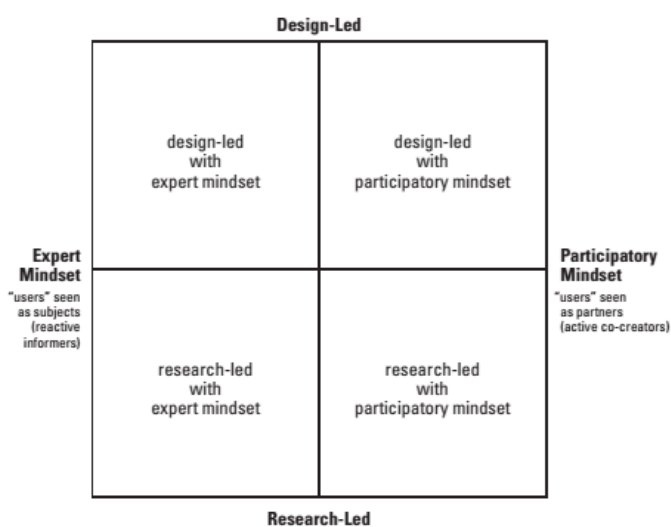 Design-Led
design-led
with
expert mindset
design-led
with
participatory mindset
Expert
Mindset
"users" seen
as subjects
(reactive
informers)
Participatory
Mindset
"users" seen
as partners
(active co-creators)
research-led
with
expert mindset
research-led
with
participatory mindset
Research-Led